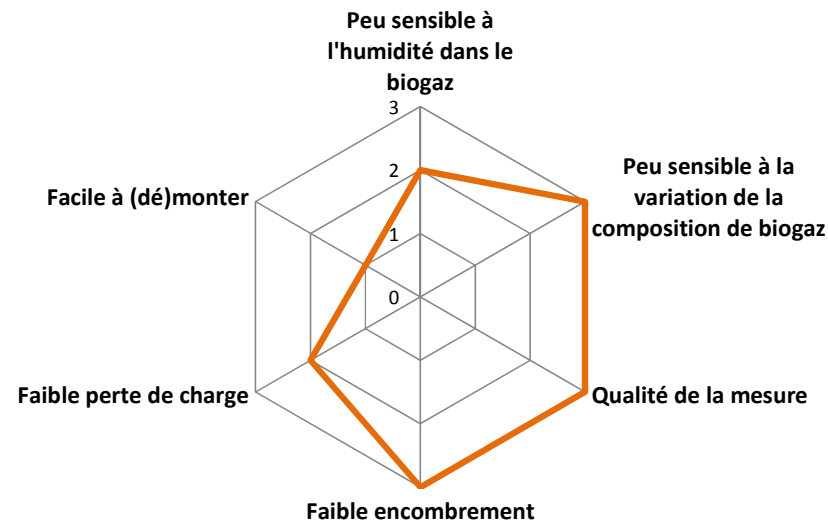 Peu sensible à
l'humidité dans le
biogaz
3
2
1
0
Peu sensible à la
variation de la
composition de biogaz
Facile à (dé)monter
Faible perte de charge
Qualité de la mesure
Faible encombrement